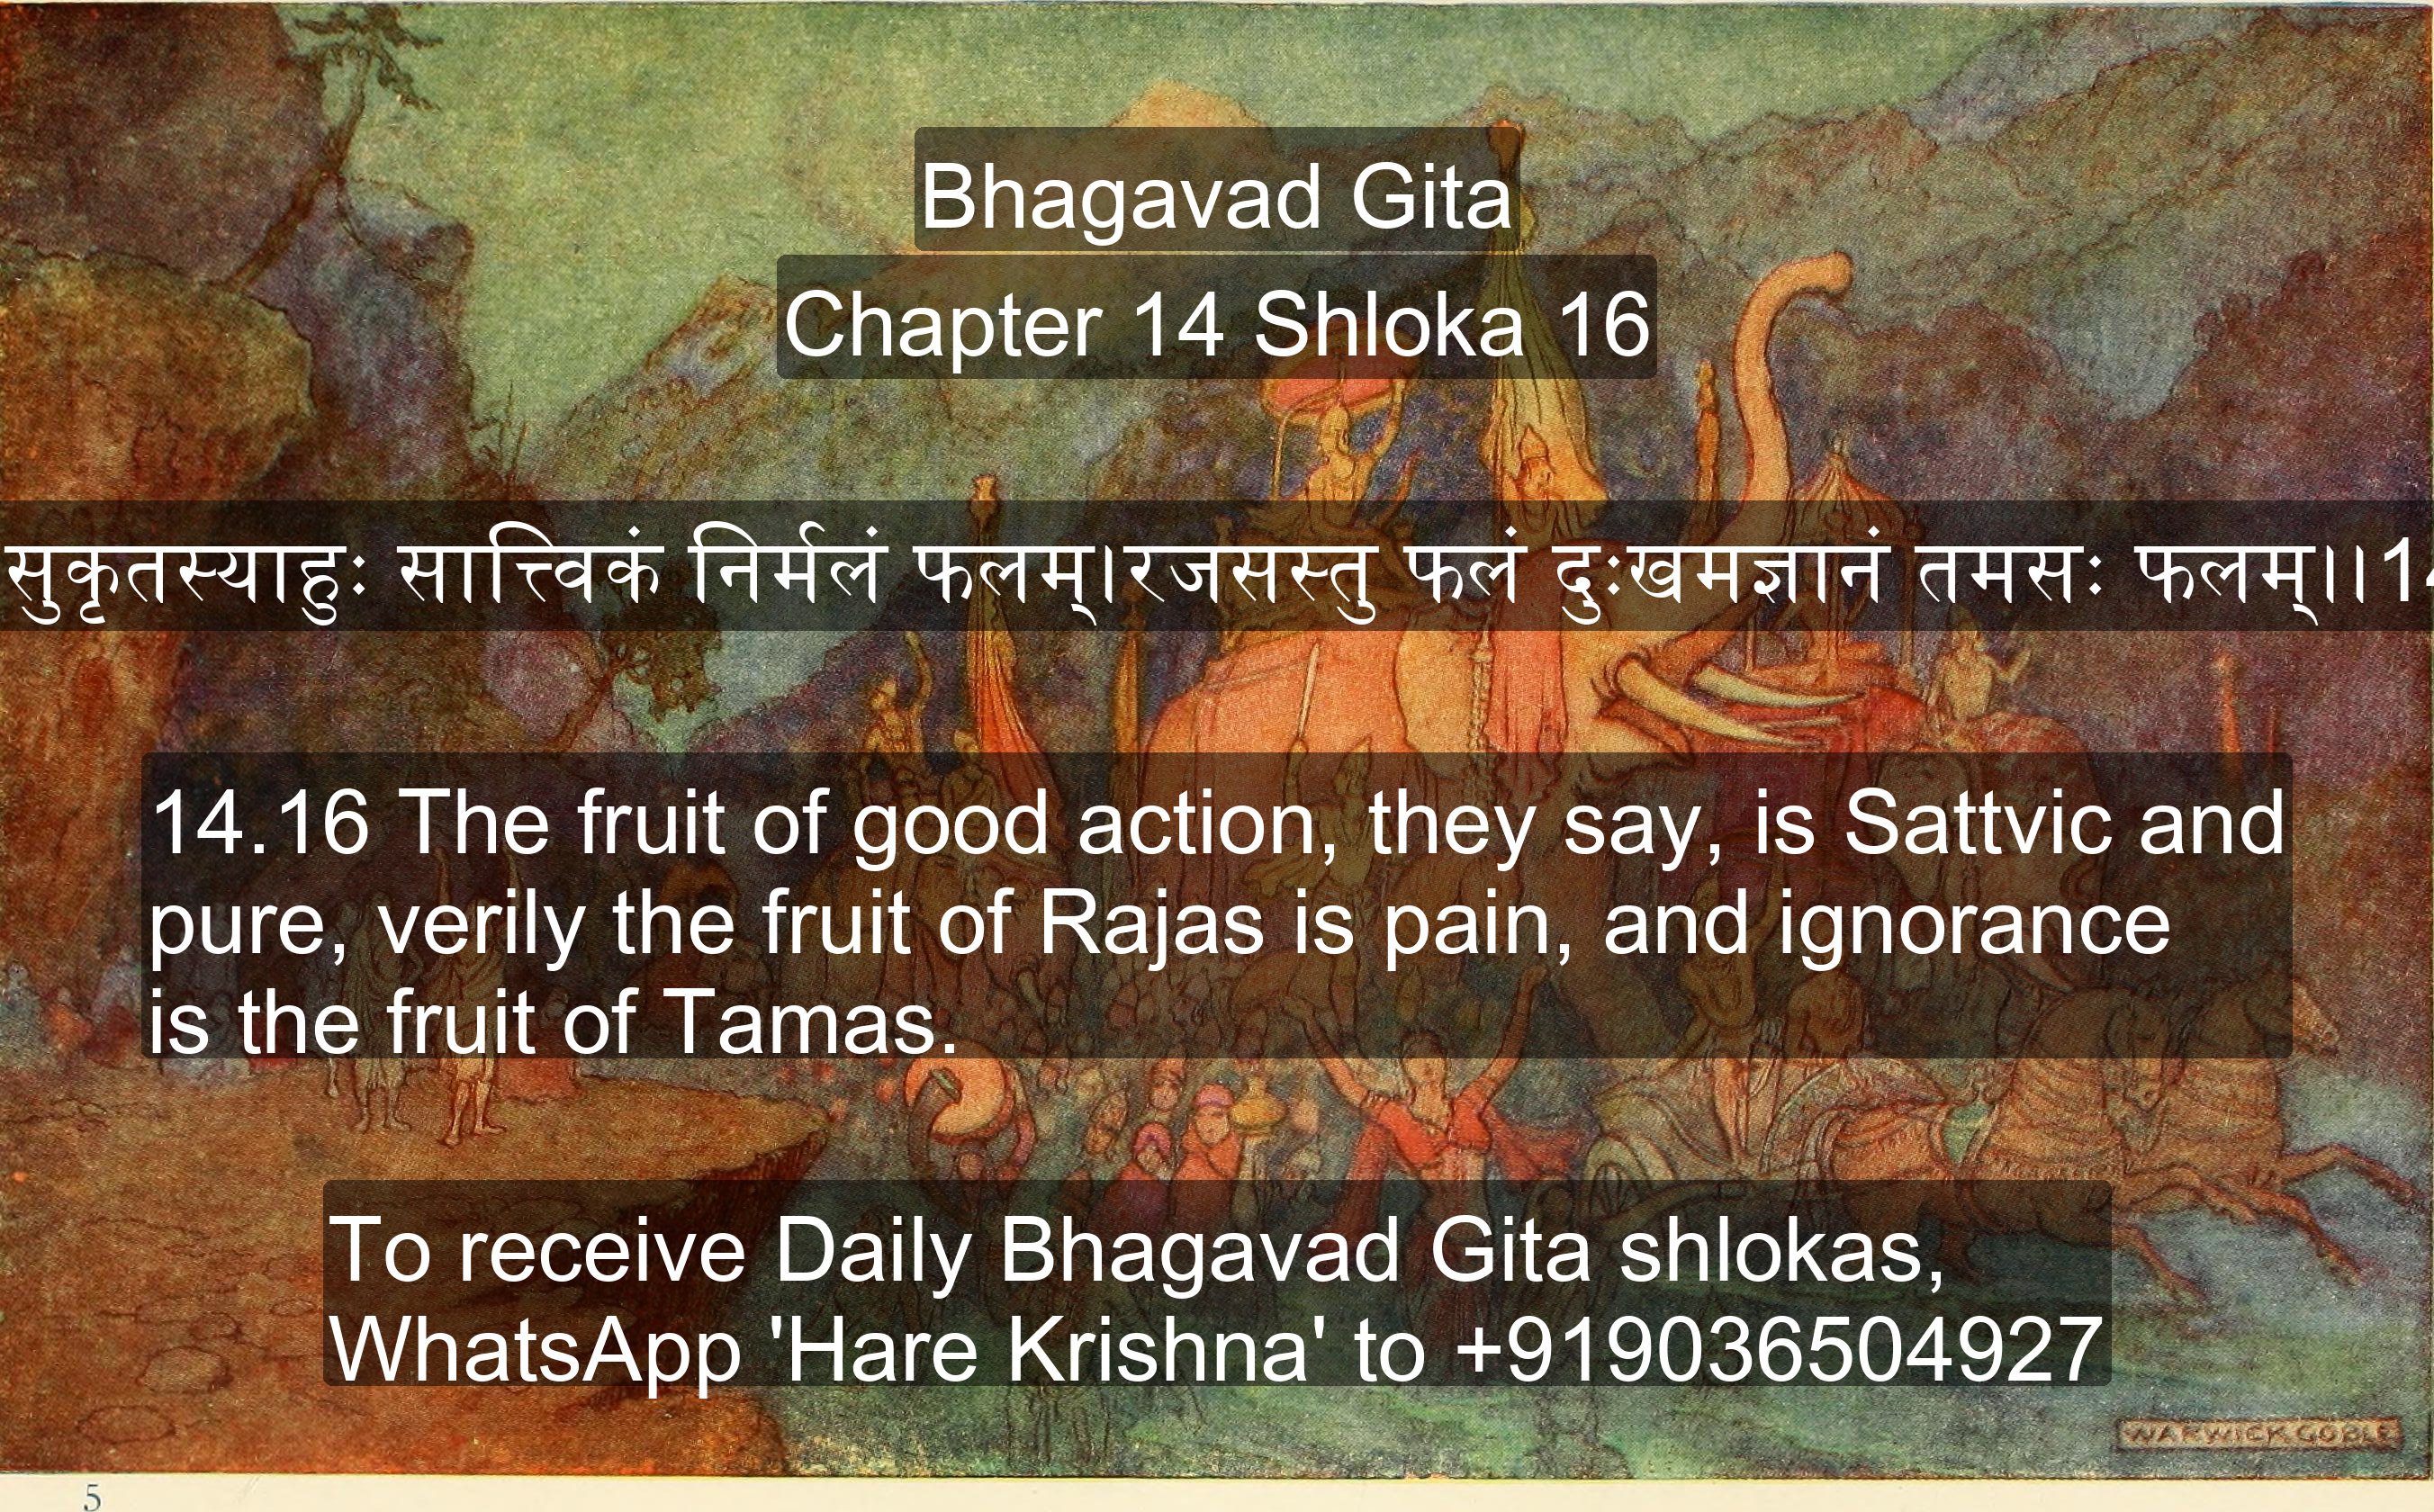 Bhagavad Gita
Chapter 14 Shloka 16
सुकृतस्याहुः सात्त्विकं निर्मलं फलम्।रजसस्तु फलं दुःखमज्ञानं तमसः फलम्।।1
14.16 The fruit of good action, they say, is Sattvic and
pure, verily the fruit of Rajas is pain, and ignorance
is the fruit of Tamas.
To receive Daily Bhagavad Gita shlokas,
WhatsApp 'Hare Krishna' to +919036504927
WARWICK GOBLE
5